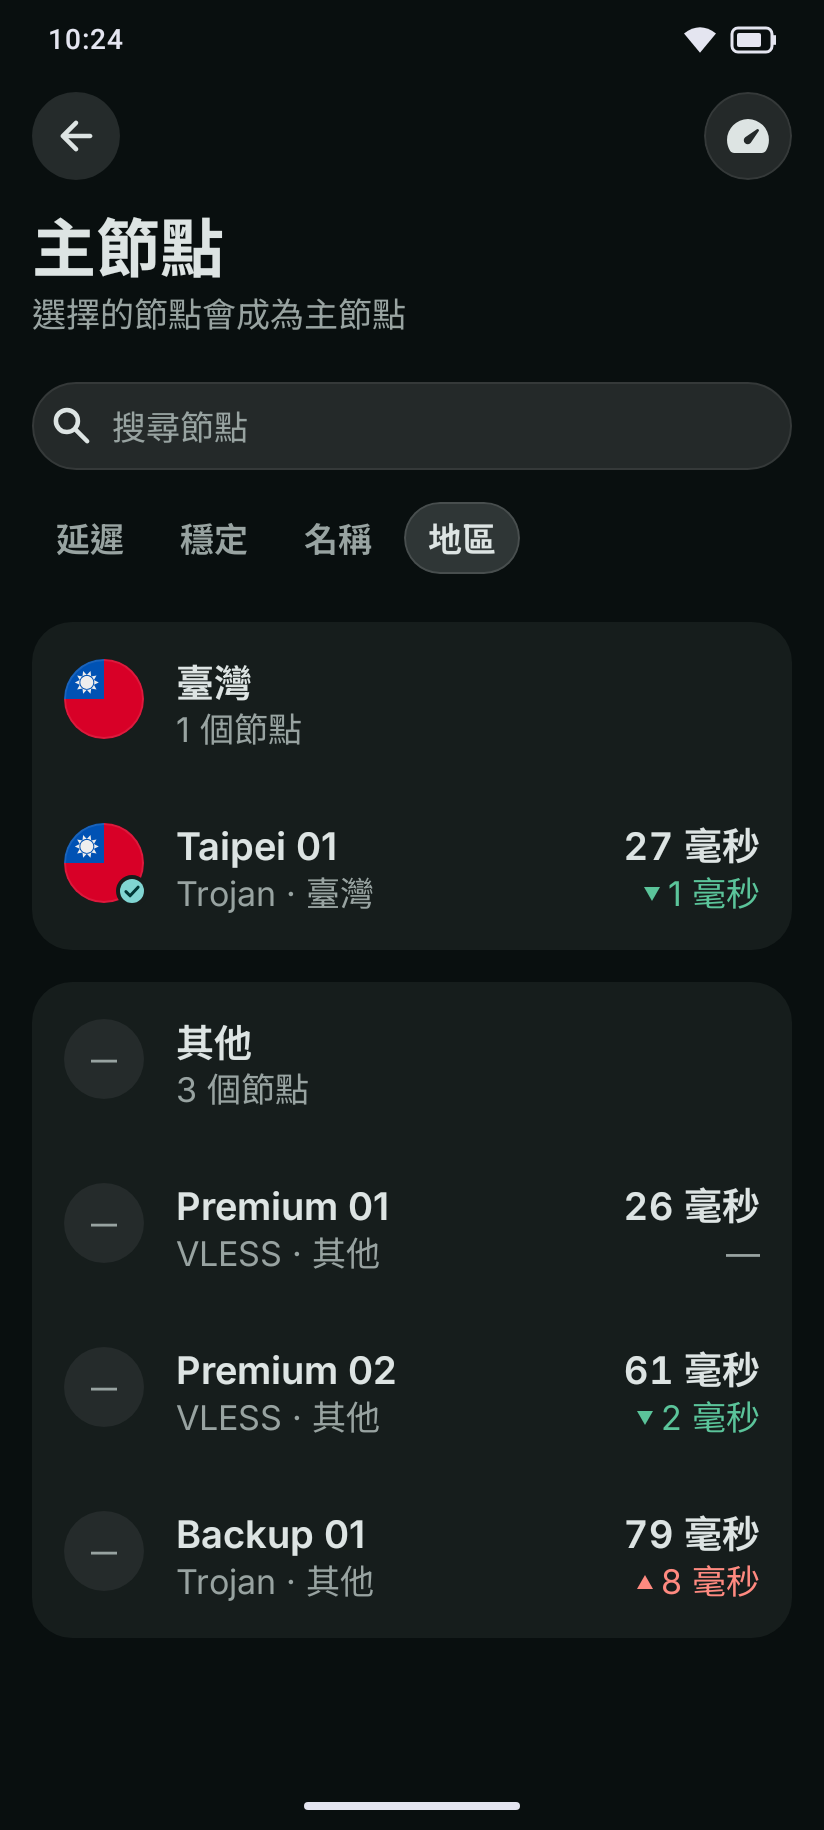 10:24
主節點
選擇的節點會成為主節點
搜尋節點
延遲 穩定 名稱 地區
臺灣
1 個節點
Taipei 01 27 毫秒
Trojan · 臺灣 ▼1 毫秒
其他
3 個節點
Premium 01 26 毫秒
VLESS · 其他 —
Premium 02 61 毫秒
VLESS · 其他 ▼2 毫秒
Backup 01 79 毫秒
Trojan · 其他 ▲8 毫秒